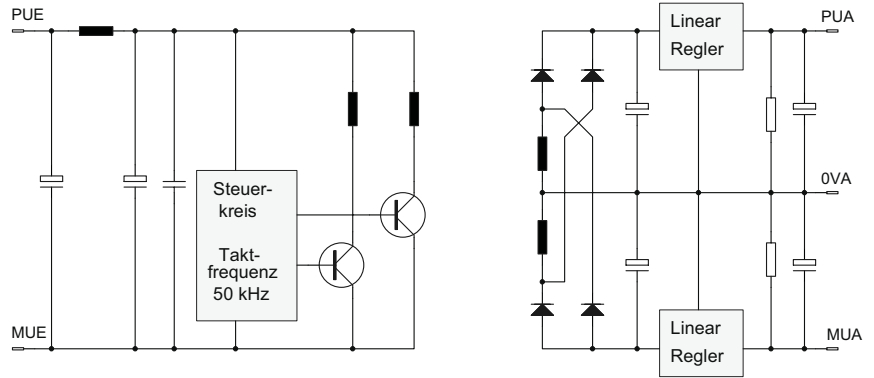 PUE
Steuer-
kreis
Takt-
frequenz
50 kHz
MUE
Linear
Regler
PUA
0VA
Linear
Regler
MUA